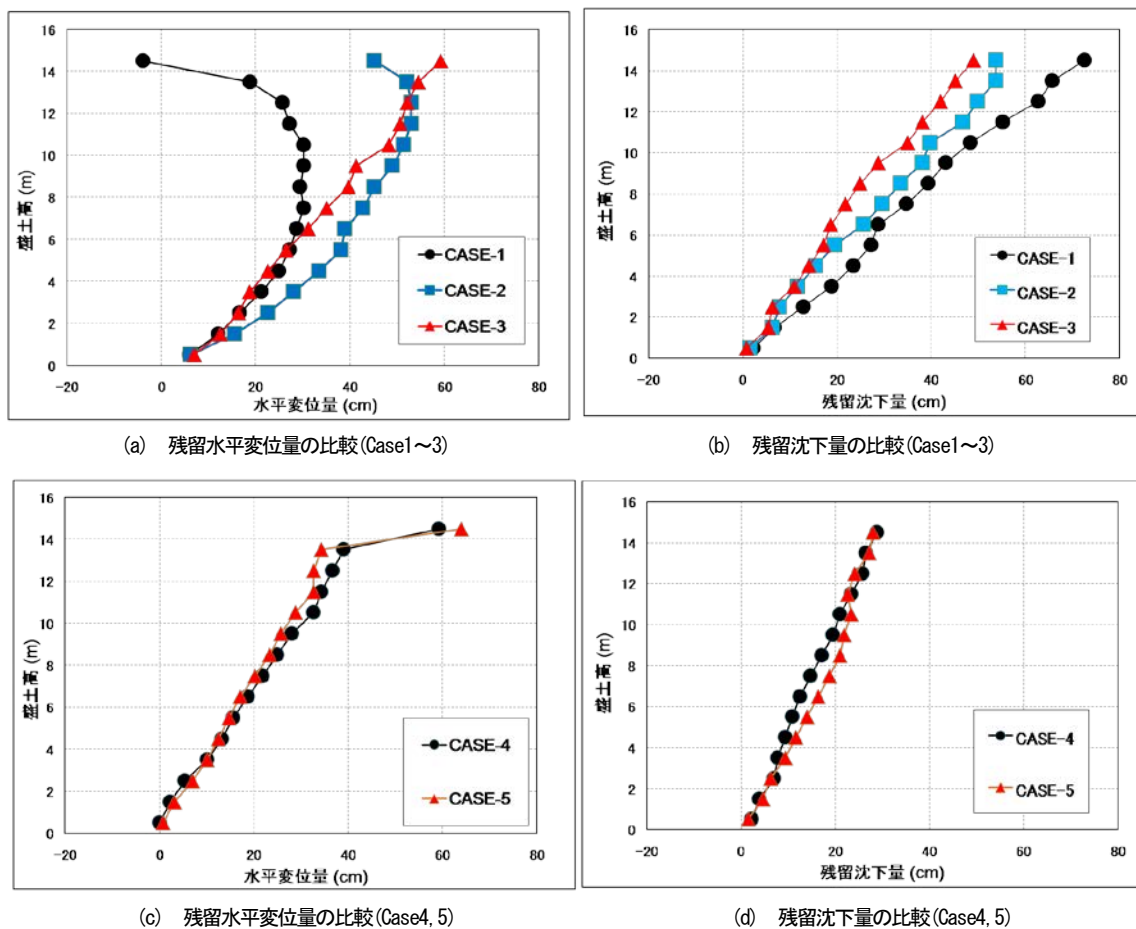 16
14
12
10
8
6
4
2
0
盛土高 (m)
CASE-1
CASE-2
CASE-3
-20 0 20 40 60 80
水平変位量 (cm)
(a) 残留水平変位量の比較(Case1～3)
16
14
12
10
8
6
4
2
0
盛土高 (m)
CASE-1
CASE-2
CASE-3
-20 0 20 40 60 80
残留沈下量 (cm)
(b) 残留沈下量の比較(Case1～3)
16
14
12
10
8
6
4
2
0
盛土高 (m)
CASE-4
CASE-5
-20 0 20 40 60 80
水平変位量 (cm)
(c) 残留水平変位量の比較(Case4,5)
16
14
12
10
8
6
4
2
0
盛土高 (m)
CASE-4
CASE-5
-20 0 20 40 60 80
残留沈下量 (cm)
(d) 残留沈下量の比較(Case4,5)